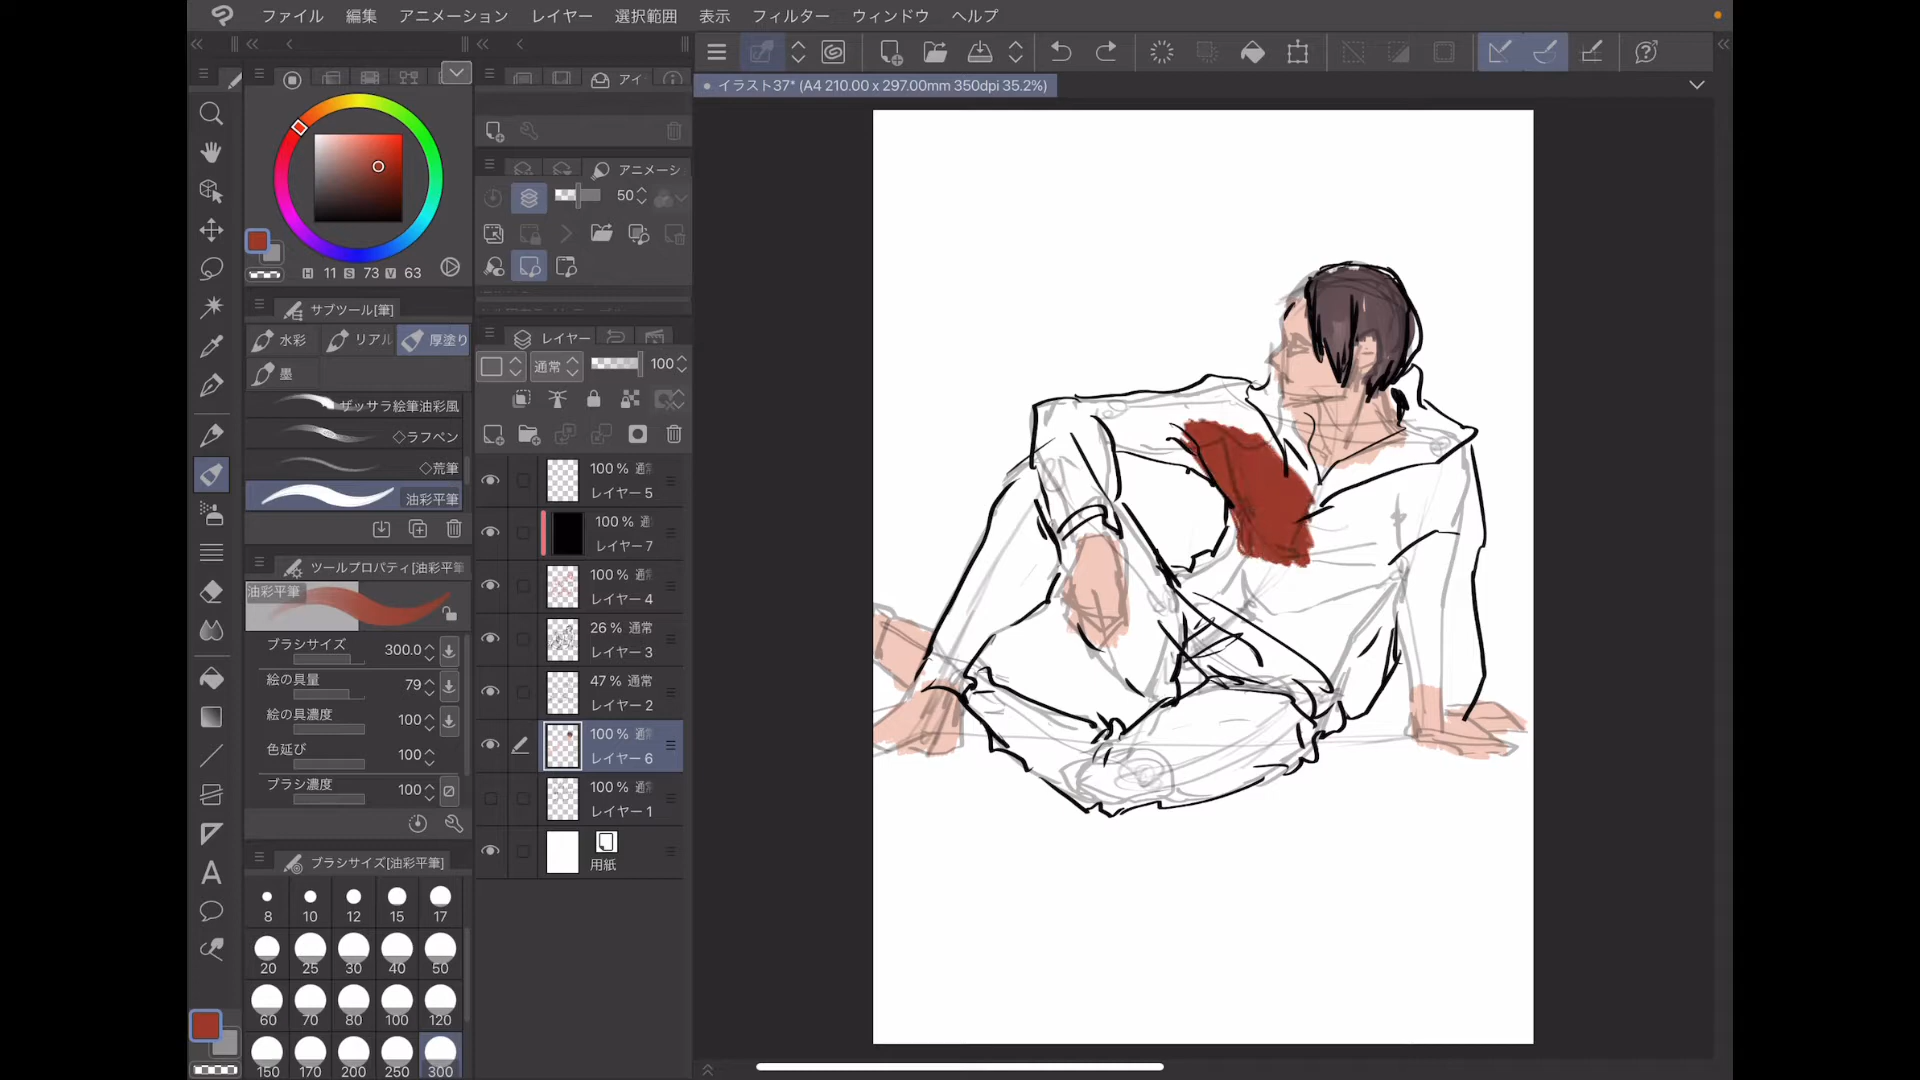 ファイル 編集 アニメーション レイヤー 選択範囲 表示 フィルター ウィンドウ ヘルプ
イラスト37* (A4 210.00 x 297.00mm 350dpi 35.2%)
アイ
アニメーシ
50
H 11 S 73 V 63
サブツール[筆]
水彩 リアル 厚塗り
墨
ザッサラ絵筆油彩風
◇ラフペン
◇荒筆
油彩平筆
ツールプロパティ[油彩平筆
油彩平筆
ブラシサイズ 300.0
絵の具量 79
絵の具濃度 100
色延び 100
ブラシ濃度 100
ブラシサイズ[油彩平筆]
8 10 12 15 17
20 25 30 40 50
60 70 80 100 120
150 170 200 250 300
レイヤー
通常 100
100 % 通常
レイヤー 5
100 % 通
レイヤー 7
100 % 通常
レイヤー 4
26 % 通常
レイヤー 3
47 % 通常
レイヤー 2
100 % 通常
レイヤー 6
100 % 通常
レイヤー 1
用紙
A